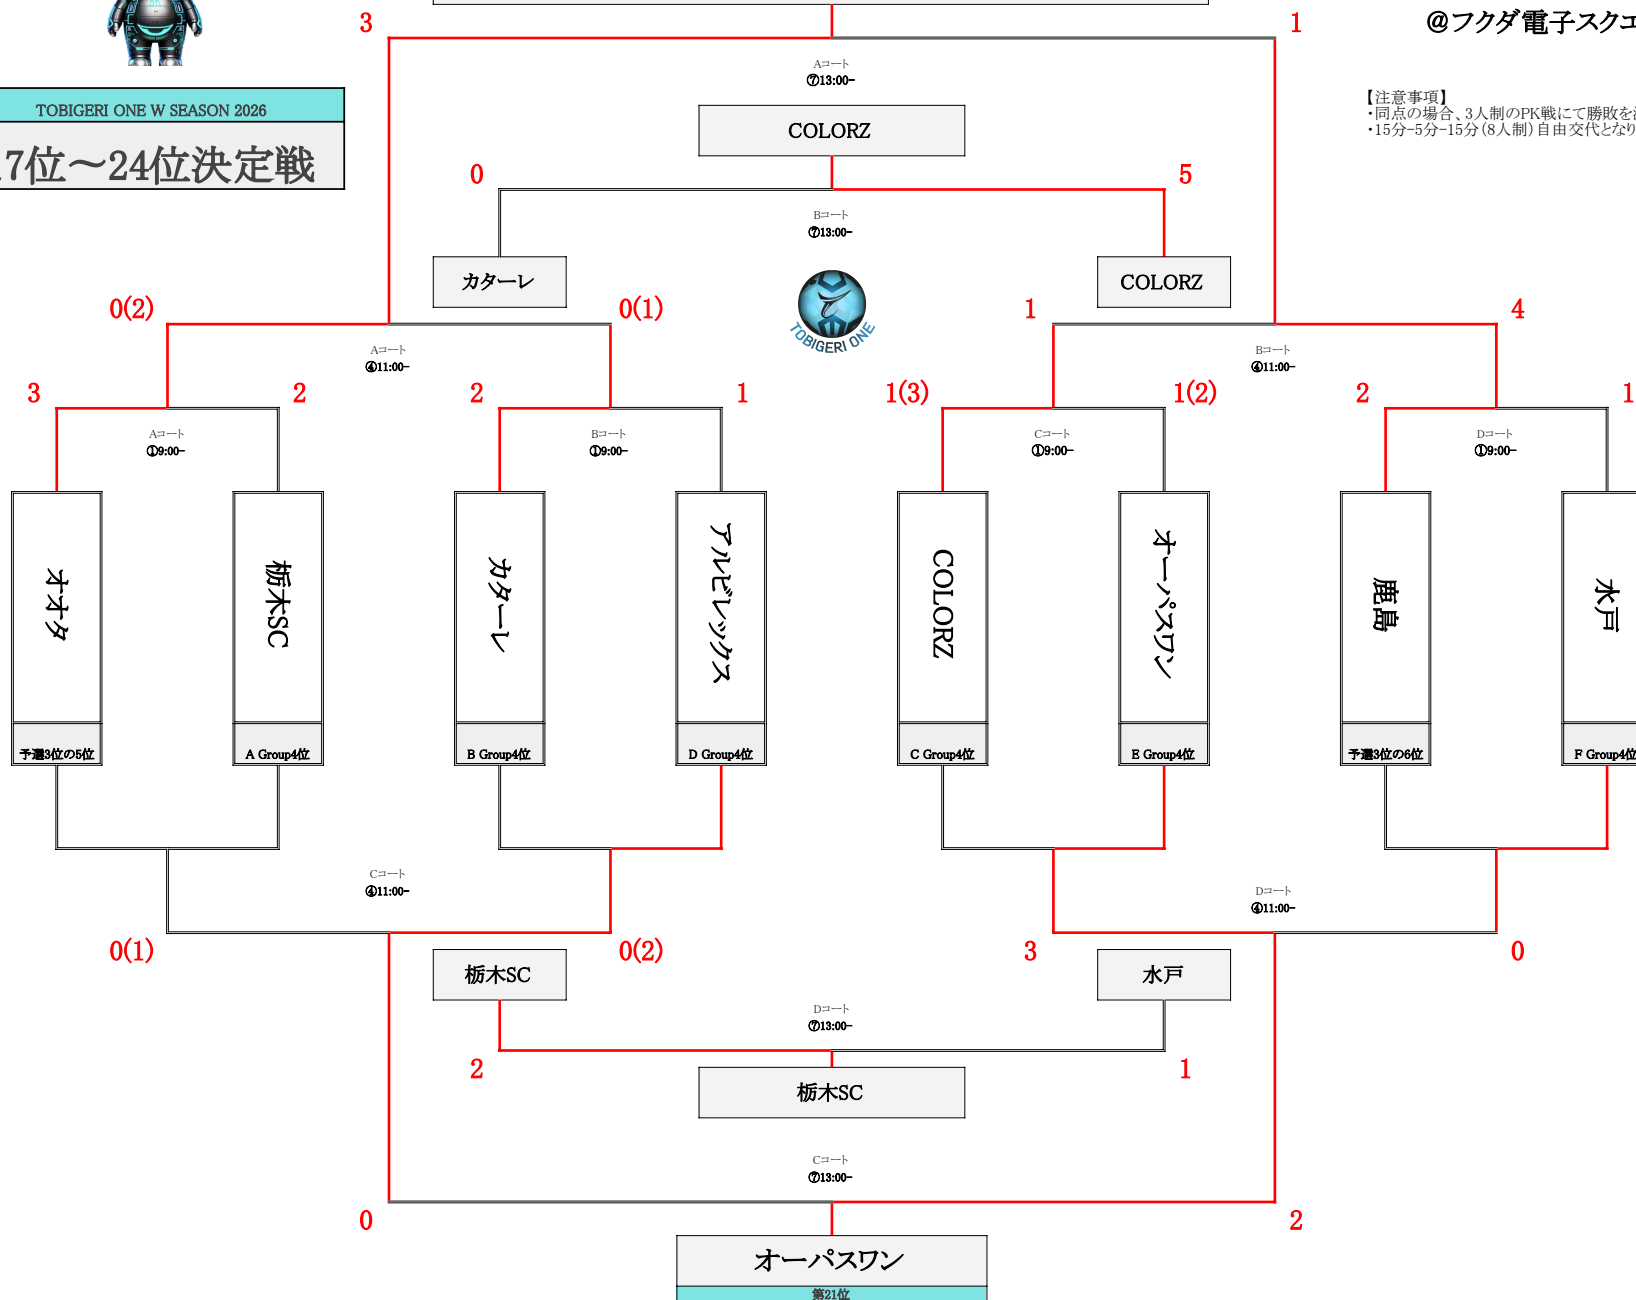 3
1
@フクダ電子スクエ
Aコート
⑦13:00-
【注意事項】
・同点の場合、3人制のPK戦にて勝敗を
・15分-5分-15分(8人制)自由交代となり
TOBIGERI ONE W SEASON 2026
7位～24位決定戦
COLORZ
0
5
Bコート
⑦13:00-
カターレ
COLORZ
TOBIGERI ONE
0(2)
0(1)
1
4
Aコート
④11:00-
Bコート
④11:00-
3
2
2
1
1(3)
1(2)
2
1
Aコート
①9:00-
Bコート
①9:00-
Cコート
①9:00-
Dコート
①9:00-
オオタ
栃木SC
カターレ
アルビレックス
COLORZ
オーパスワン
鹿島
水戸
予選3位の5位
A Group4位
B Group4位
D Group4位
C Group4位
E Group4位
予選3位の6位
F Group4位
Cコート
④11:00-
Dコート
④11:00-
0(1)
0(2)
3
0
栃木SC
水戸
Dコート
⑦13:00-
2
1
栃木SC
Cコート
⑦13:00-
0
2
オーパスワン
第21位